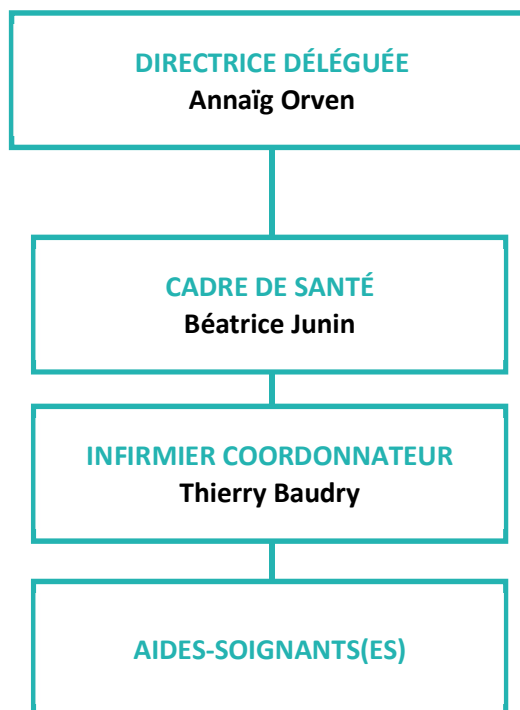 DIRECTRICE DÉLÉGUÉE
Annaïg Orven
CADRE DE SANTÉ
Béatrice Junin
INFIRMIER COORDONNATEUR
Thierry Baudry
AIDES-SOIGNANTS(ES)